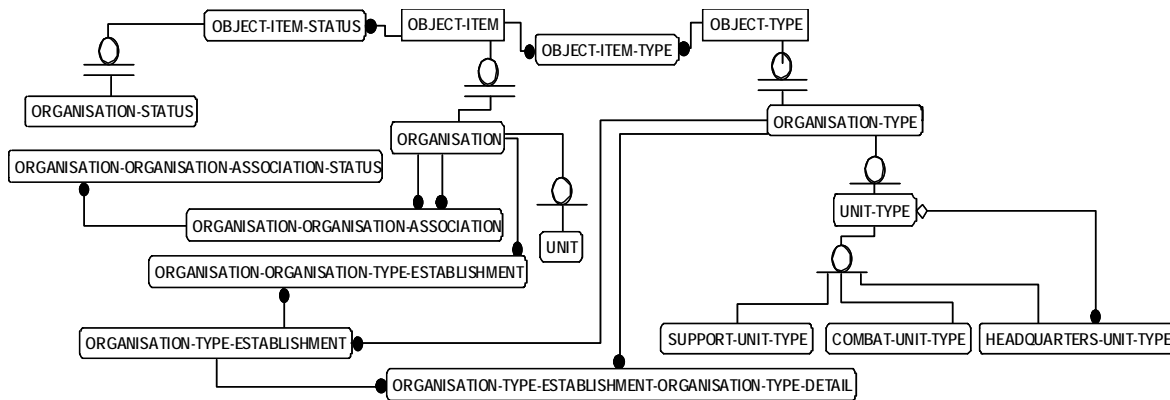 OBJECT-ITEM-STATUS
OBJECT-ITEM
OBJECT-TYPE
OBJECT-ITEM-TYPE
ORGANISATION-STATUS
ORGANISATION-TYPE
ORGANISATION
ORGANISATION-ORGANISATION-ASSOCIATION-STATUS
UNIT-TYPE
ORGANISATION-ORGANISATION-ASSOCIATION
UNIT
ORGANISATION-ORGANISATION-TYPE-ESTABLISHMENT
ORGANISATION-TYPE-ESTABLISHMENT
SUPPORT-UNIT-TYPE
COMBAT-UNIT-TYPE
HEADQUARTERS-UNIT-TYPE
ORGANISATION-TYPE-ESTABLISHMENT-ORGANISATION-TYPE-DETAIL